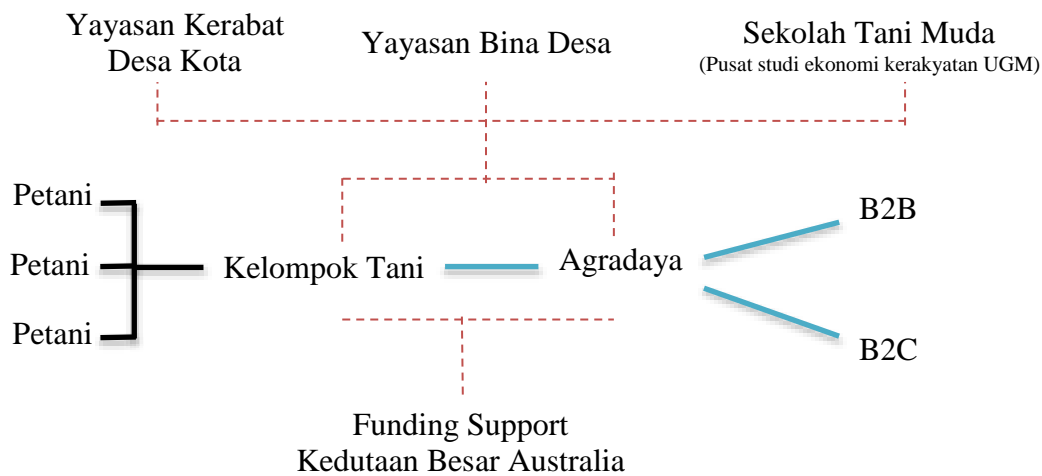 Yayasan Kerabat
Desa Kota
Yayasan Bina Desa
Sekolah Tani Muda
(Pusat studi ekonomi kerakyatan UGM)
Petani
Petani
Petani
Kelompok Tani
Agradaya
B2B
B2C
Funding Support
Kedutaan Besar Australia